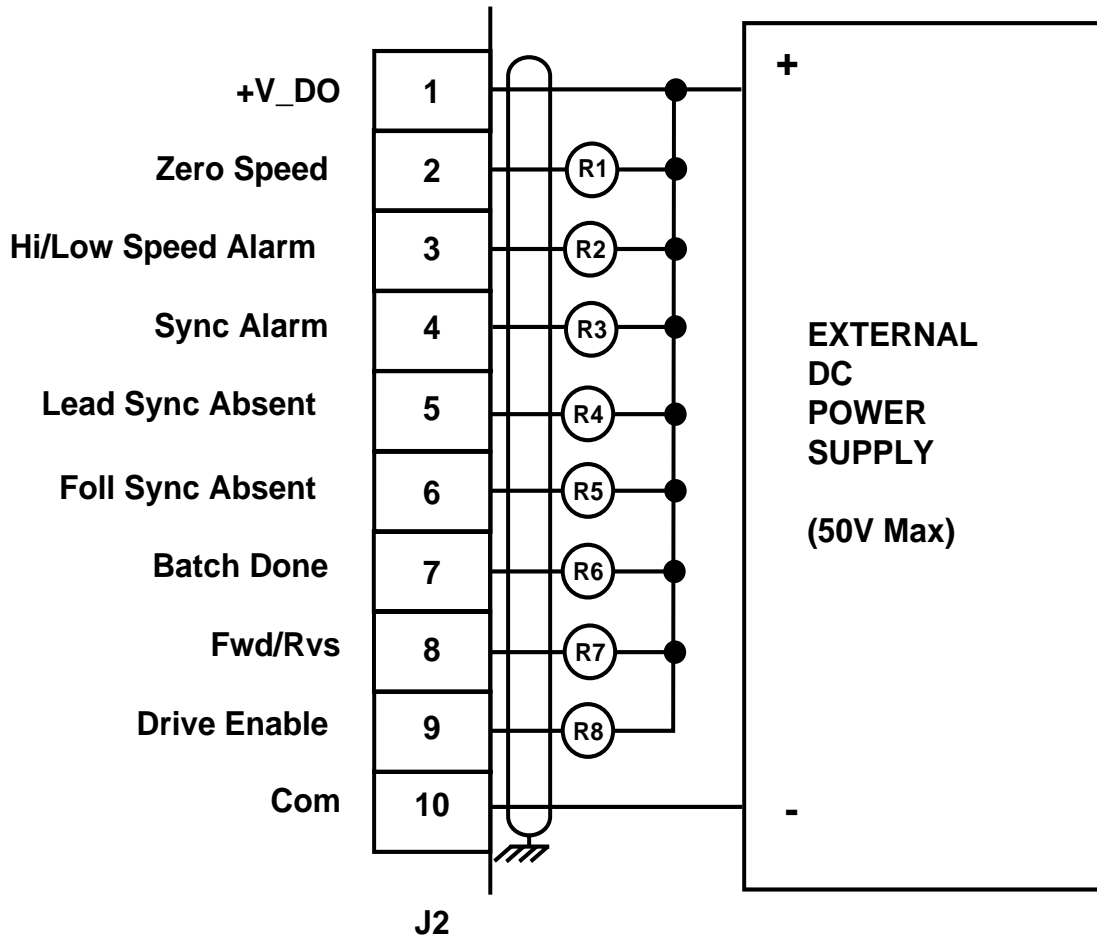 +V_DO 1 +
Zero Speed 2 R1
Hi/Low Speed Alarm 3 R2
Sync Alarm 4 R3
EXTERNAL
DC
POWER
SUPPLY
(50V Max)
Lead Sync Absent 5 R4
Foll Sync Absent 6 R5
Batch Done 7 R6
Fwd/Rvs 8 R7
Drive Enable 9 R8
Com 10 -
J2